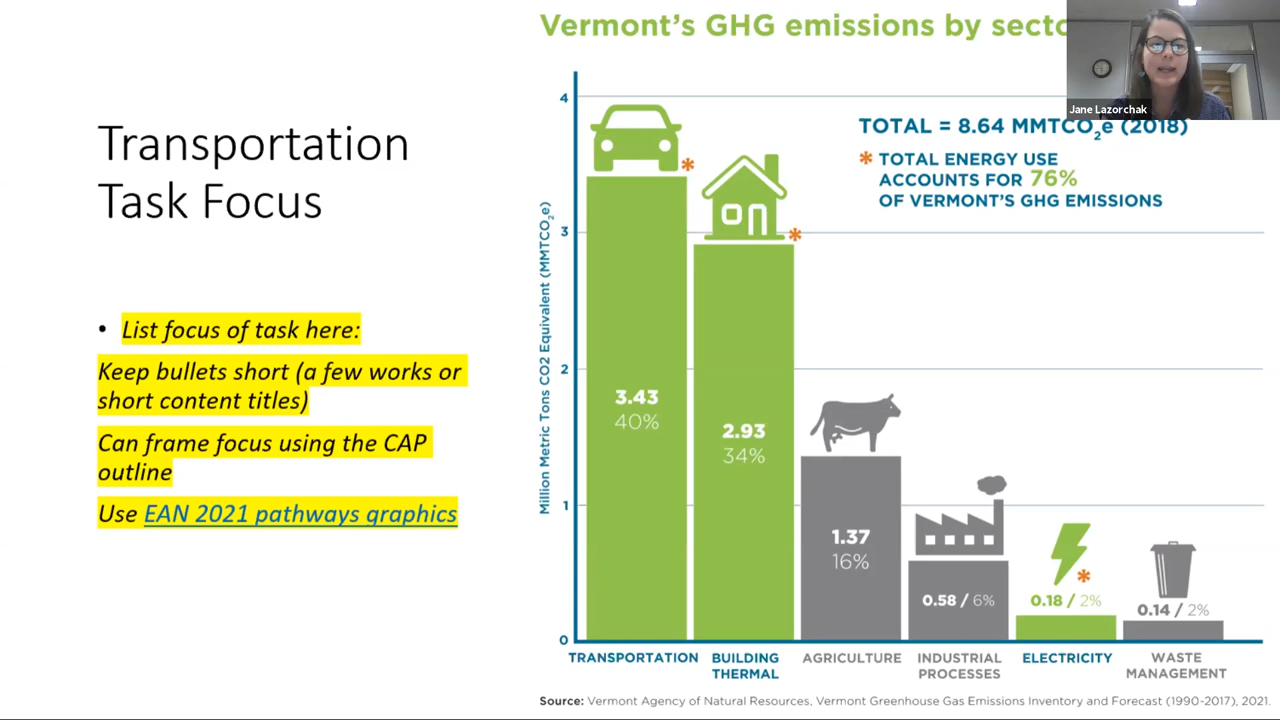 Transportation
Task Focus
• List focus of task here:
Keep bullets short (a few works or
short content titles)
Can frame focus using the CAP
outline
Use EAN 2021 pathways graphics
Vermont's GHG emissions by secto
Jane Lazorchak
TOTAL = 8.64 MMTCO2e (2018)
* TOTAL ENERGY USE
ACCOUNTS FOR 76%
OF VERMONT'S GHG EMISSIONS
Million Metric Tons CO2 Equivalent (MMTCO2e)
4
3
2
1
0
*
*
3.43
40%
2.93
34%
1.37
16%
0.58 / 6%
*
0.18 / 2%
0.14 / 2%
TRANSPORTATION
BUILDING
THERMAL
AGRICULTURE
INDUSTRIAL
PROCESSES
ELECTRICITY
WASTE
MANAGEMENT
Source: Vermont Agency of Natural Resources, Vermont Greenhouse Gas Emissions Inventory and Forecast (1990-2017), 2021.